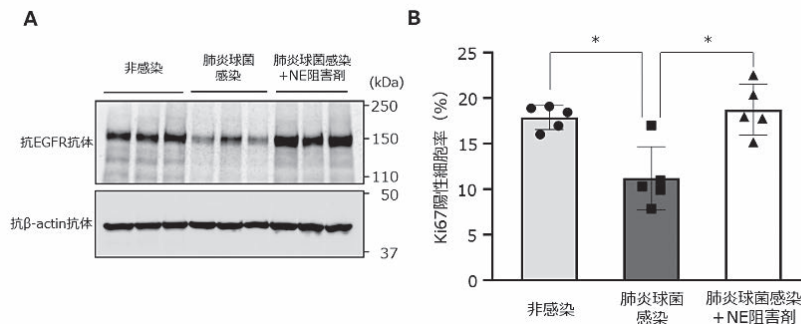 A
非感染
肺炎球菌
感染
肺炎球菌感染
+NE阻害剤
(kDa)
250
抗EGFR抗体
150
110
50
抗β-actin抗体
37
B
*
*
Ki67陽性細胞率（%）
25
20
15
10
5
0
非感染
肺炎球菌
感染
肺炎球菌感染
+NE阻害剤